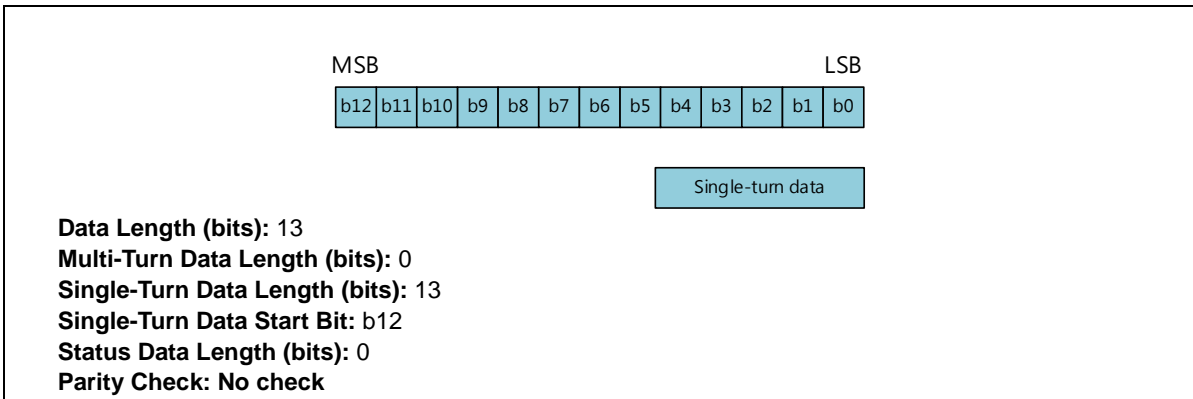 MSB LSB
b12 b11 b10 b9 b8 b7 b6 b5 b4 b3 b2 b1 b0
Single-turn data
Data Length (bits): 13
Multi-Turn Data Length (bits): 0
Single-Turn Data Length (bits): 13
Single-Turn Data Start Bit: b12
Status Data Length (bits): 0
Parity Check: No check